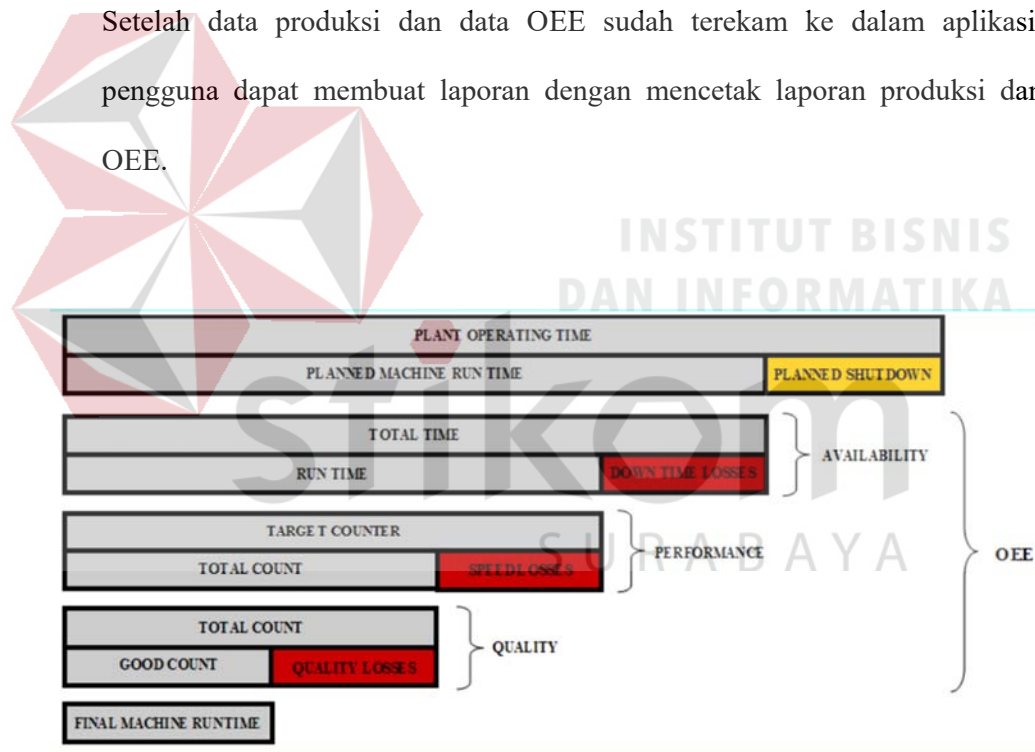 Setelah data produksi dan data OEE sudah terekam ke dalam aplikasi
pengguna dapat membuat laporan dengan mencetak laporan produksi dan
OEE.
INSTITUT BISNIS
DAN INFORMATIKA
stikom
SURABAYA
PLANT OPERATING TIME
PLANNED MACHINE RUN TIME
PLANNED SHUTDOWN
TOTAL TIME
RUN TIME
DOWN TIME LOSSES
AVAILABILITY
TARGET COUNTER
TOTAL COUNT
SPEED LOSSES
PERFORMANCE
OEE
TOTAL COUNT
GOOD COUNT
QUALITY LOSSES
QUALITY
FINAL MACHINE RUNTIME